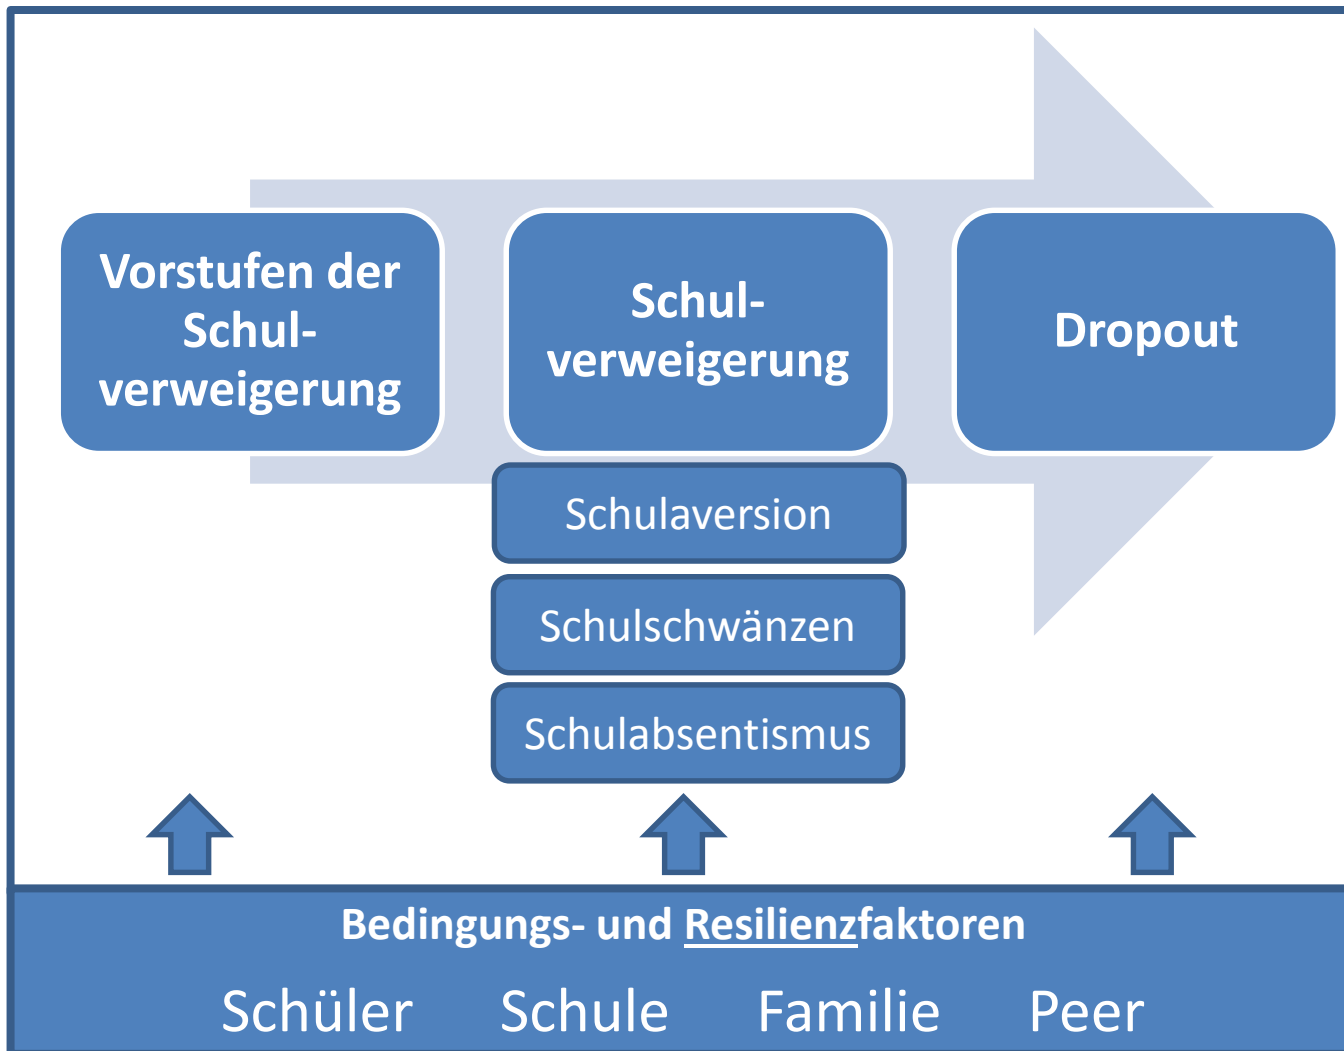 Vorstufen der
Schul-
verweigerung
Schul-
verweigerung
Dropout
Schulaversion
Schulschwänzen
Schulabsentismus
Bedingungs- und Resilienzfaktoren
Schüler Schule Familie Peer